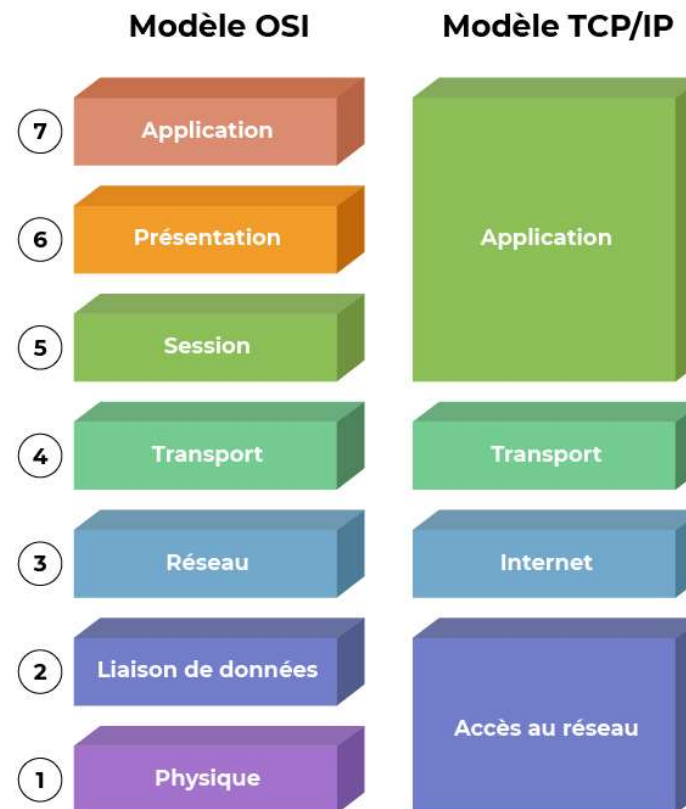 Modèle OSI
Modèle TCP/IP
7
Application
6
Présentation
Application
5
Session
4
Transport
Transport
3
Réseau
Internet
2
Liaison de données
Accès au réseau
1
Physique